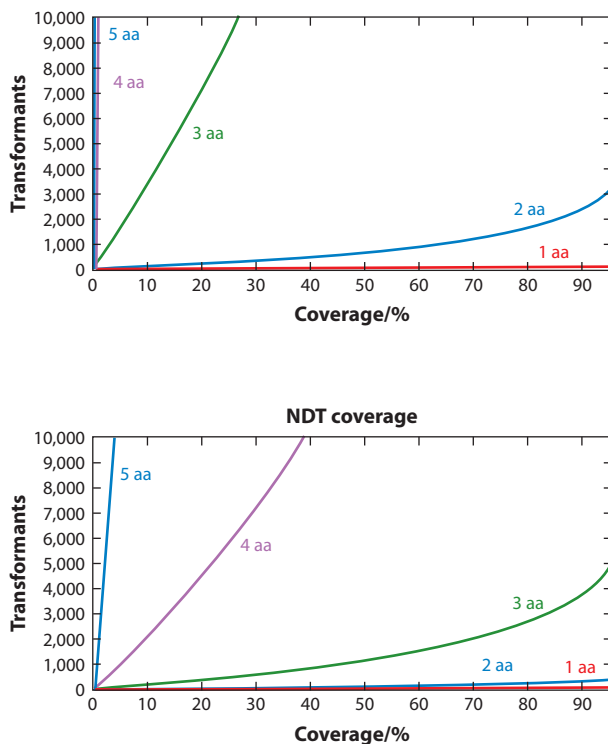 10,000
9,000
8,000
7,000
6,000
5,000
4,000
3,000
2,000
1,000
0
Transformants
5 aa
4 aa
3 aa
2 aa
1 aa
0 10 20 30 40 50 60 70 80 90
Coverage/%
NDT coverage
10,000
9,000
8,000
7,000
6,000
5,000
4,000
3,000
2,000
1,000
0
Transformants
5 aa
4 aa
3 aa
2 aa
1 aa
0 10 20 30 40 50 60 70 80 90
Coverage/%